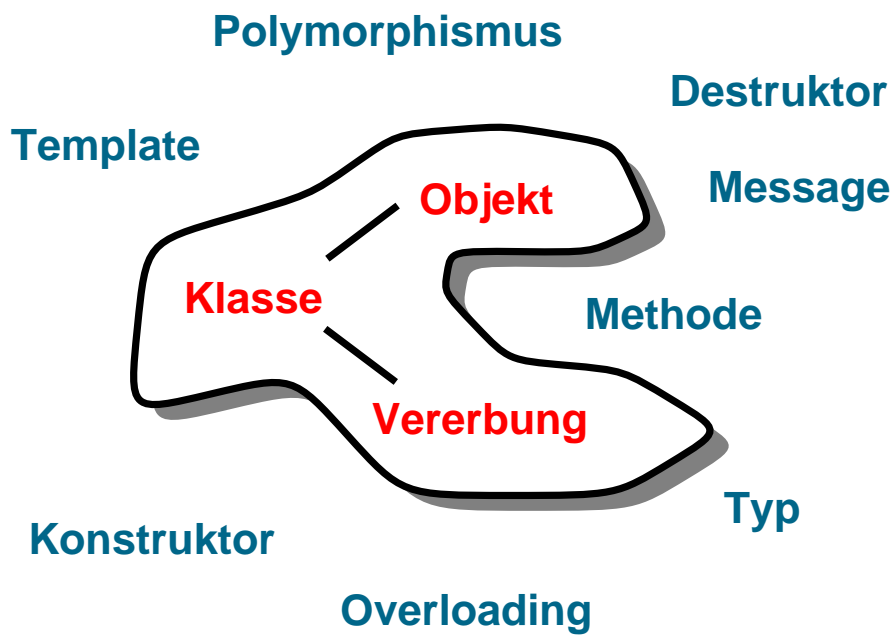 Polymorphismus
Destruktor
Template
Message
Objekt
Klasse
Methode
Vererbung
Typ
Konstruktor
Overloading